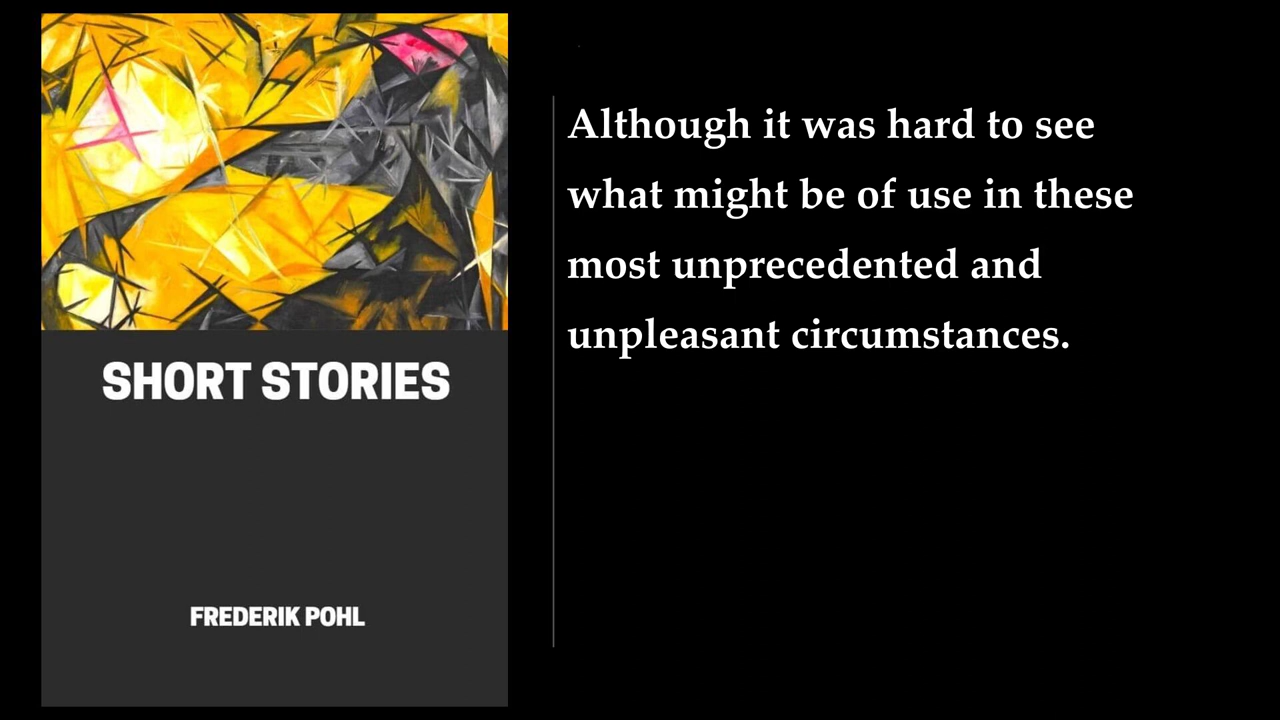 SHORT STORIES
FREDERIK POHL
Although it was hard to see
what might be of use in these
most unprecedented and
unpleasant circumstances.